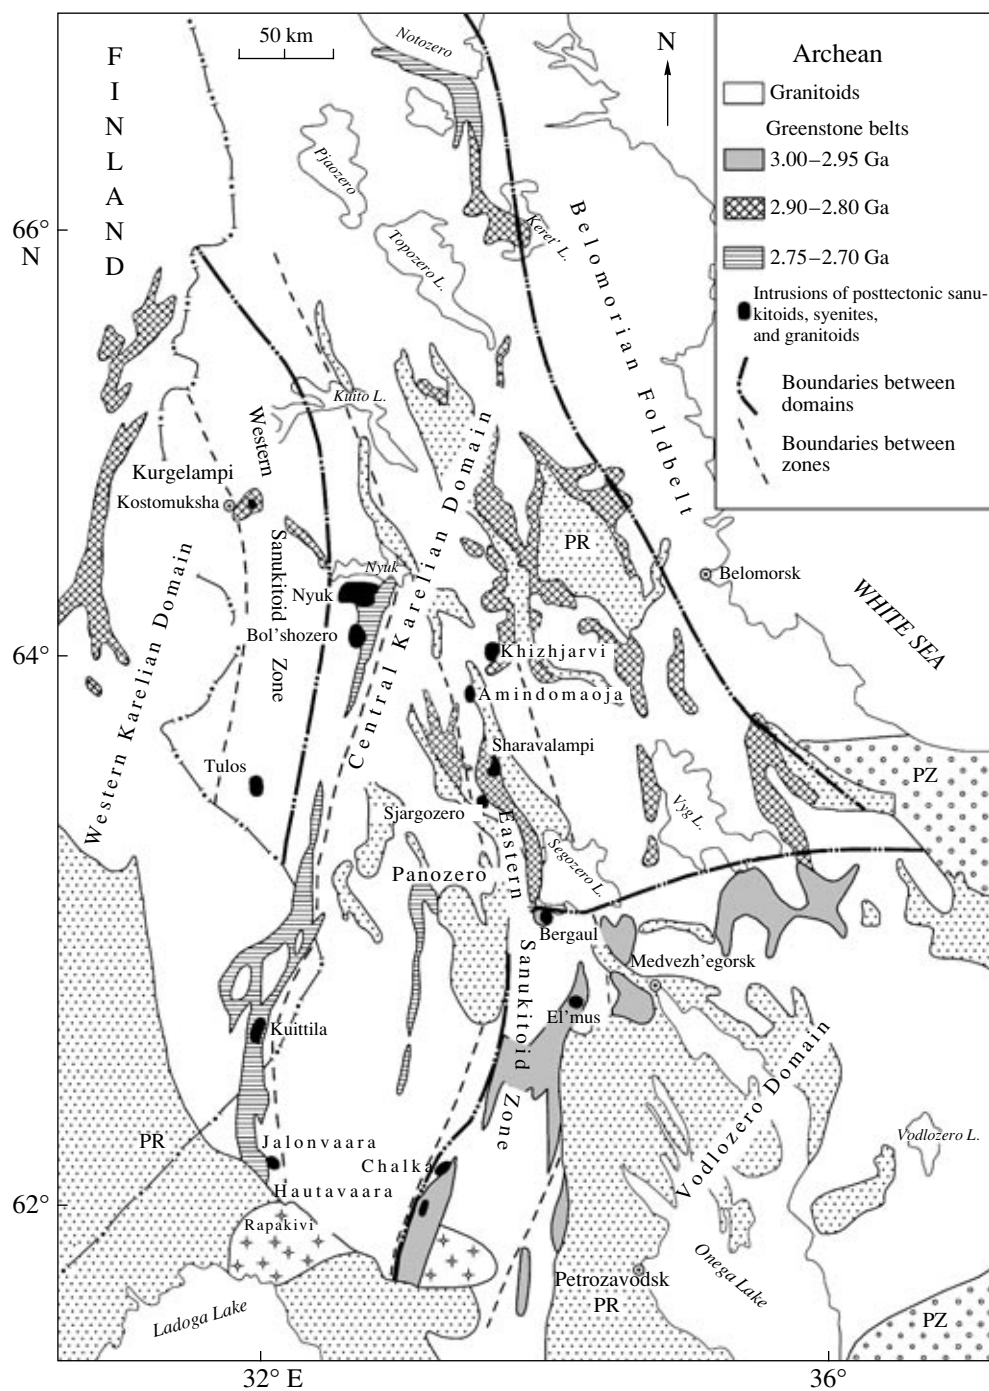 FINLAND
50 km
Notozero
N
Archean
Granitoids
Greenstone belts
3.00–2.95 Ga
2.90–2.80 Ga
2.75–2.70 Ga
Intrusions of posttectonic sanu-
kitoids, syenites,
and granitoids
Boundaries between
domains
Boundaries between
zones
Pjaozero
Topozero L.
Keret' L.
66°
N
Belomorian Foldbelt
Kuito L.
Western
Sanukitoid
Zone
Kurgelampi
Kostomuksha
Western Karelian Domain
Central Karelian Domain
PR
Nyuk
Nyuk
Belomorsk
WHITE SEA
Bol'shozero
64°
Khizhjarvi
Amindomaoja
Sharavalampi
Tulos
PZ
Sjargozero
Vyg L.
Eastern
Sanukitoid
Zone
Segozero L.
Panozero
Bergaul
Medvezh'egorsk
El'mus
Kuittila
Vodlozero Domain
Vodlozero L.
PR
Jalonvaara
Chalka
Hautavaara
62°
Rapakivi
Onega Lake
Petrozavodsk
PR
Ladoga Lake
PZ
32° E
36°